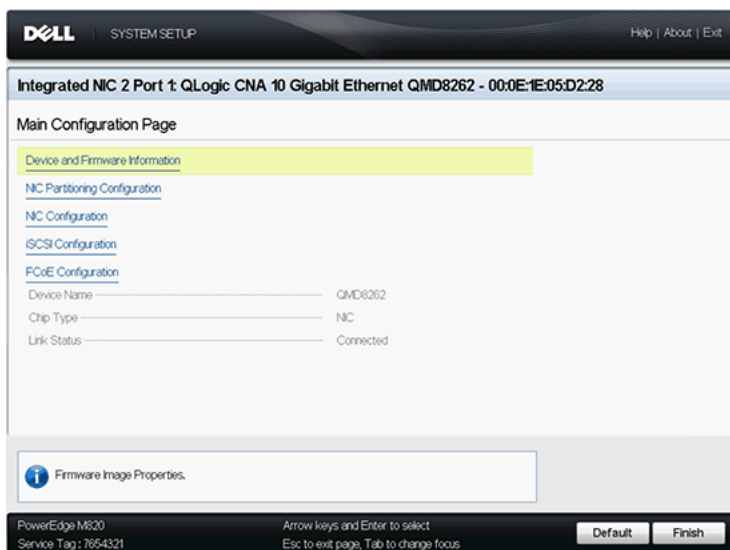 DELL
SYSTEM SETUP
Help | About | Exit
Integrated NIC 2 Port 1: QLogic CNA 10 Gigabit Ethernet QMD8262 - 00:0E:1E:05:D2:28
Main Configuration Page
Device and Firmware Information
NIC Partitioning Configuration
NIC Configuration
iSCSI Configuration
FCoE Configuration
Device Name QMD8262
Chip Type NIC
Link Status Connected
Firmware Image Properties.
PowerEdge M820
Service Tag : 7654321
Arrow keys and Enter to select
Esc to exit page, Tab to change focus
Default
Finish